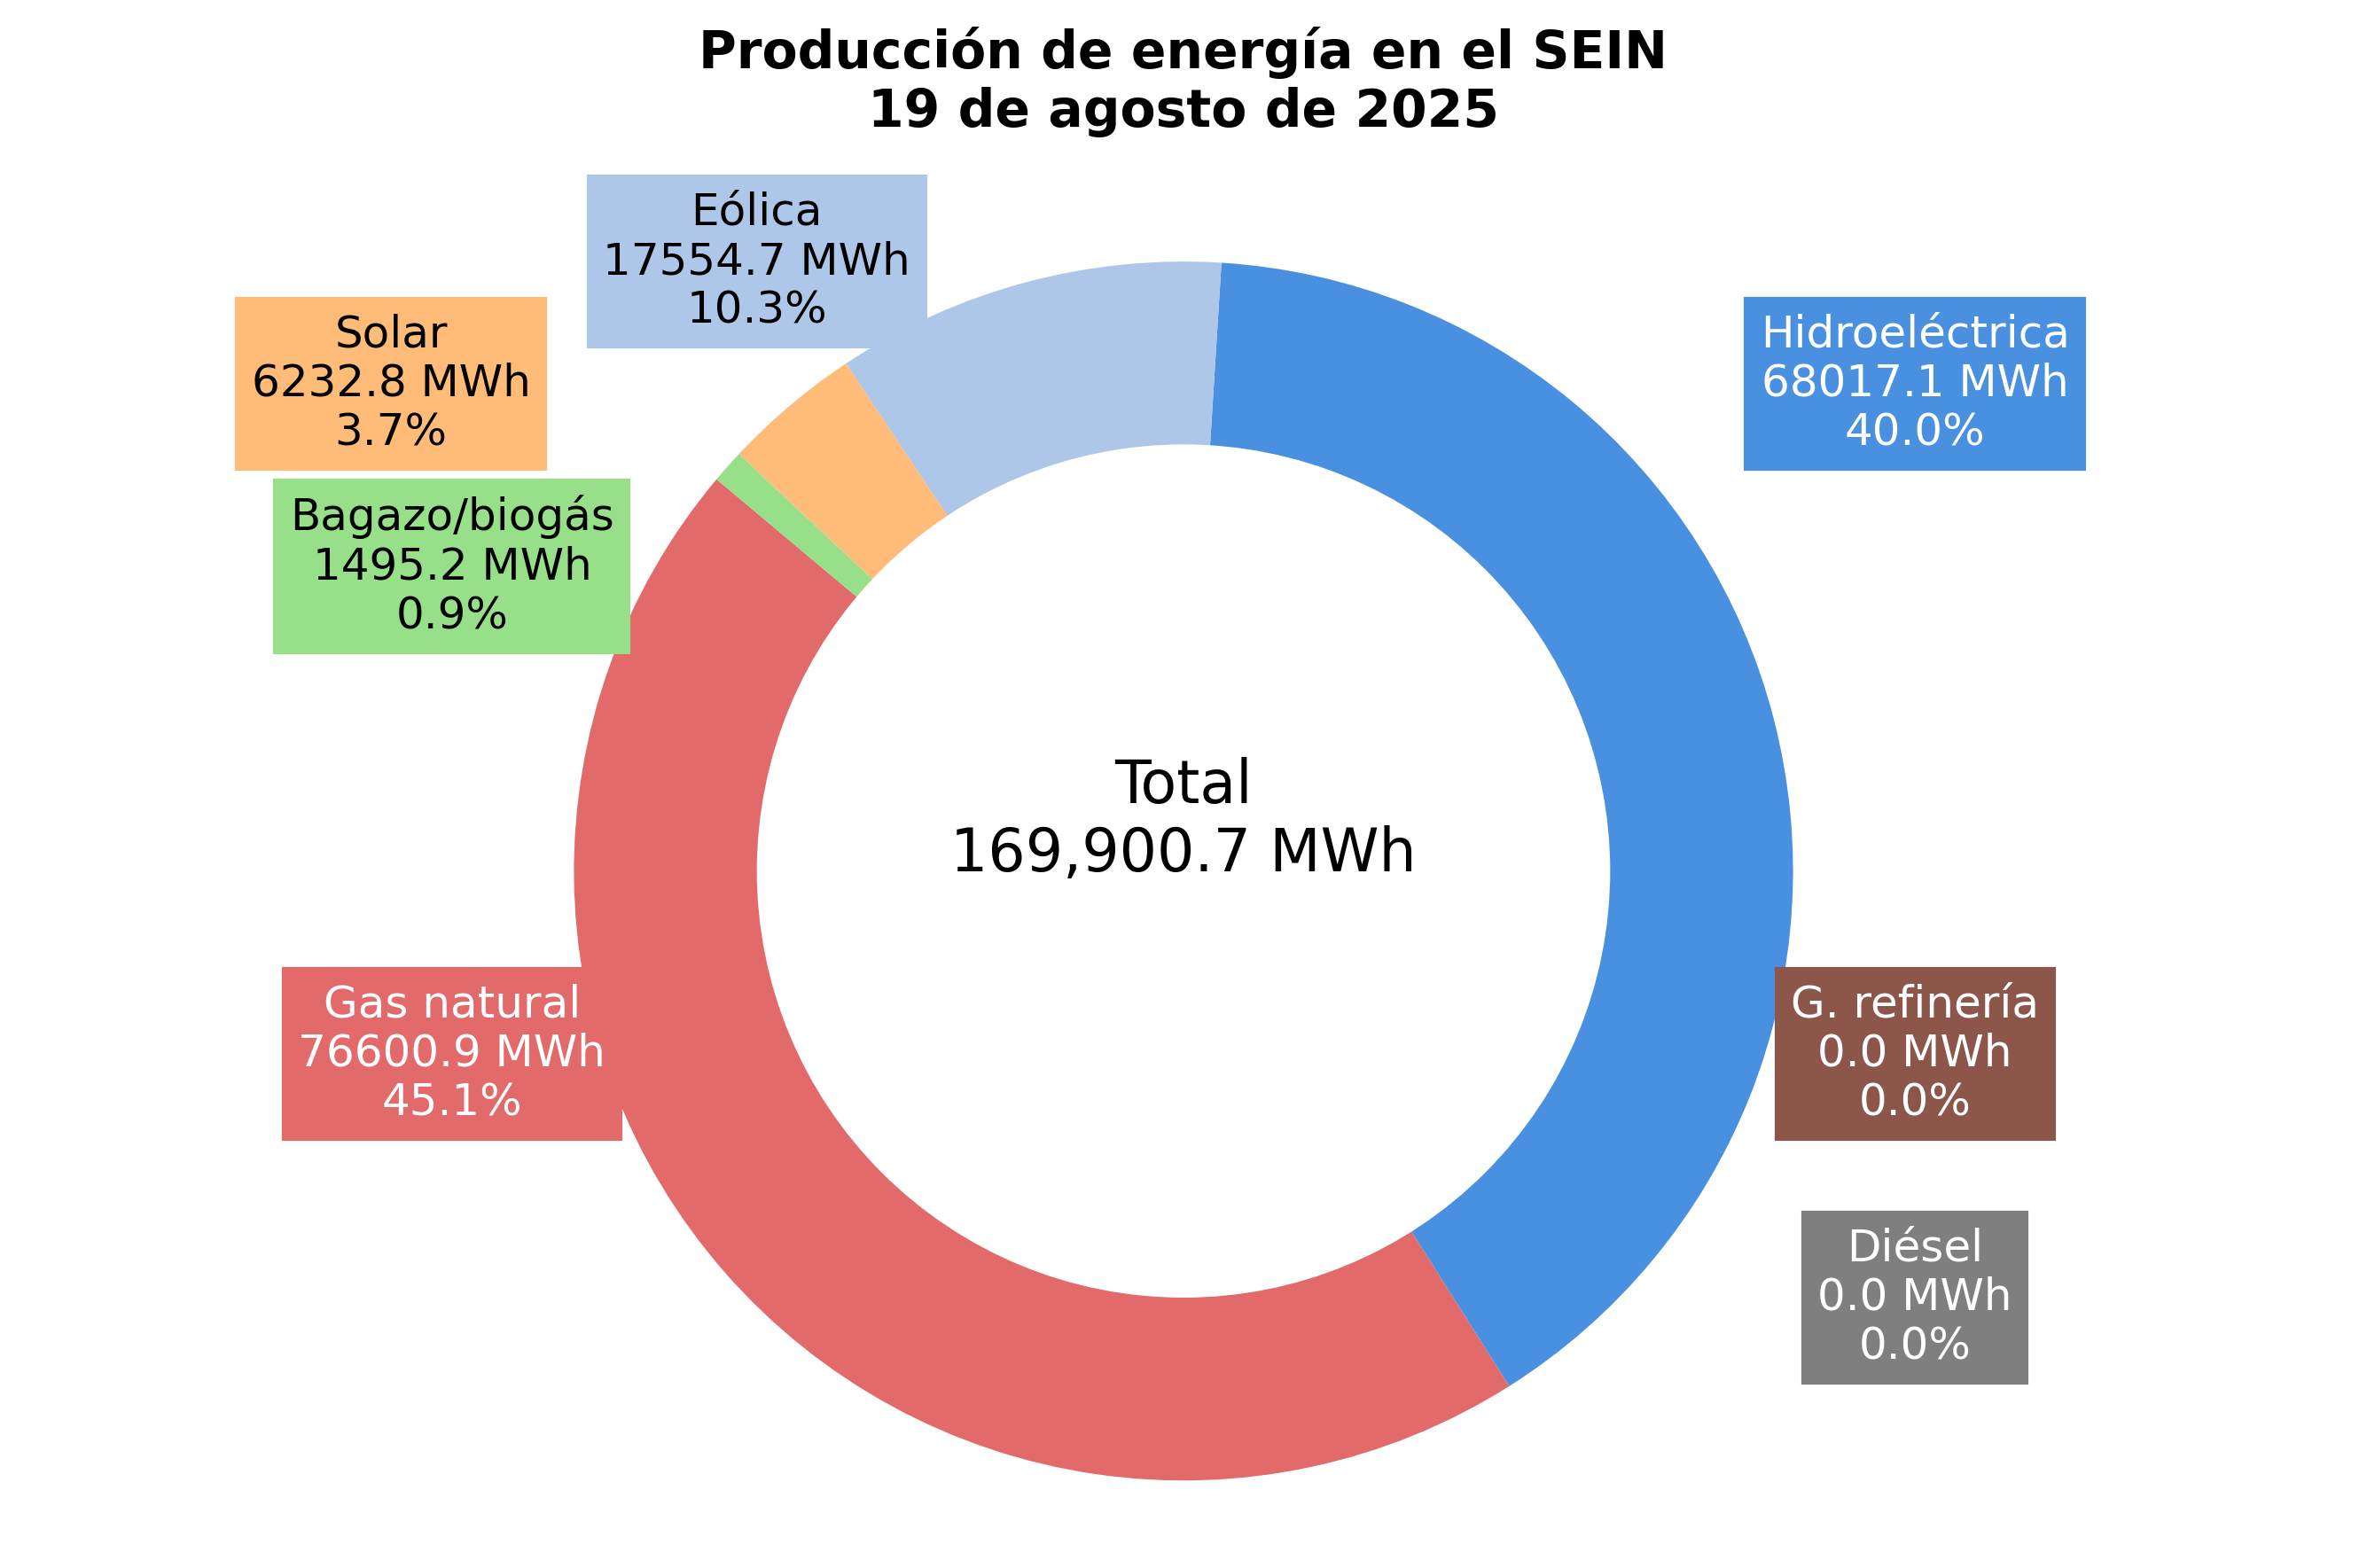 Producción de energía en el SEIN
19 de agosto de 2025
Eólica
17554.7 MWh
10.3%
Solar
6232.8 MWh
3.7%
Hidroeléctrica
68017.1 MWh
40.0%
Bagazo/biogás
1495.2 MWh
0.9%
Total
169,900.7 MWh
Gas natural
76600.9 MWh
45.1%
G. refinería
0.0 MWh
0.0%
Diésel
0.0 MWh
0.0%